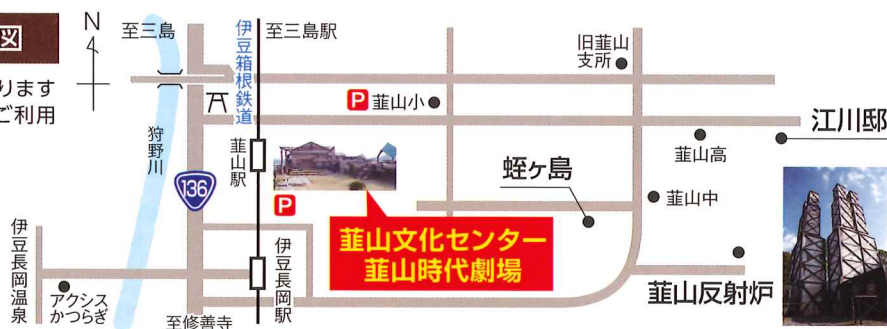 図
ります
ご利用
N
至三島
伊豆箱根鉄道
至三島駅
旧韮山
支所
P 韮山小
江川邸
狩野川
韮山駅
韮山高
蛭ヶ島
136
韮山中
P
韮山文化センター
韮山時代劇場
伊豆長岡温泉
伊豆長岡駅
韮山反射炉
アクシス
かつらぎ
至修善寺